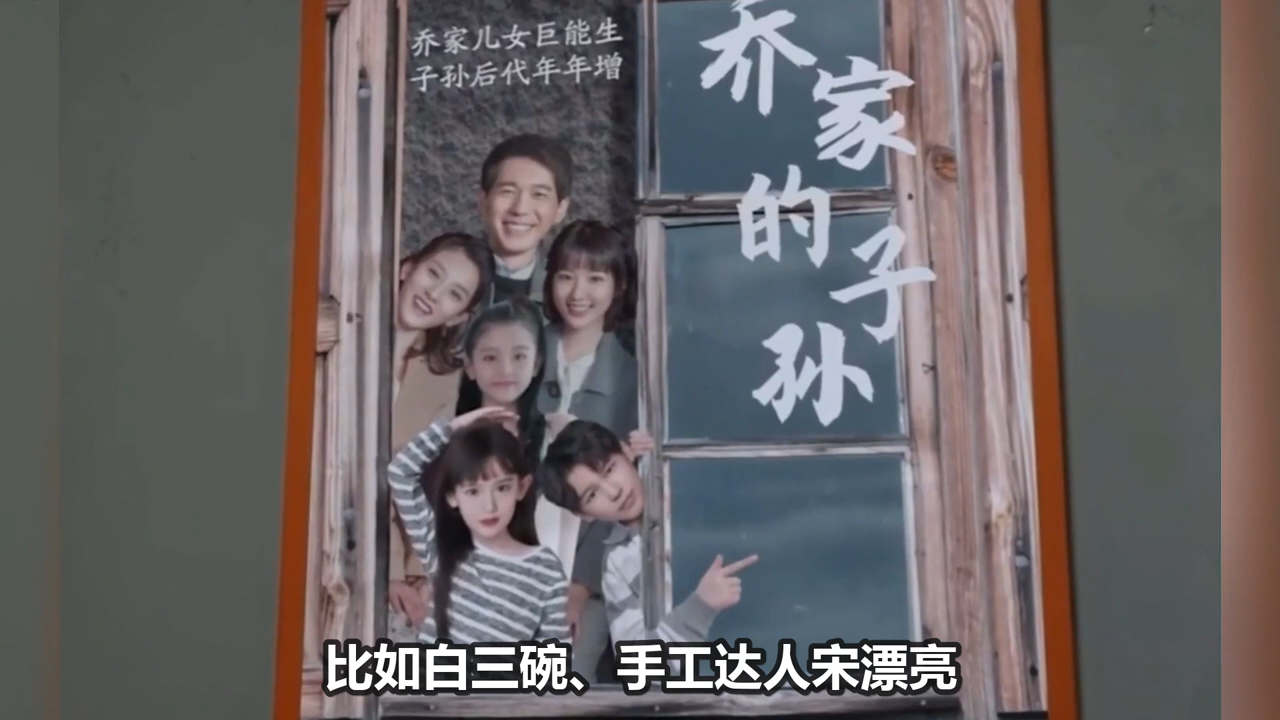 乔家儿女巨能生
子孙后代年年增
乔家的子孙
比如白三碗、手工达人宋漂亮